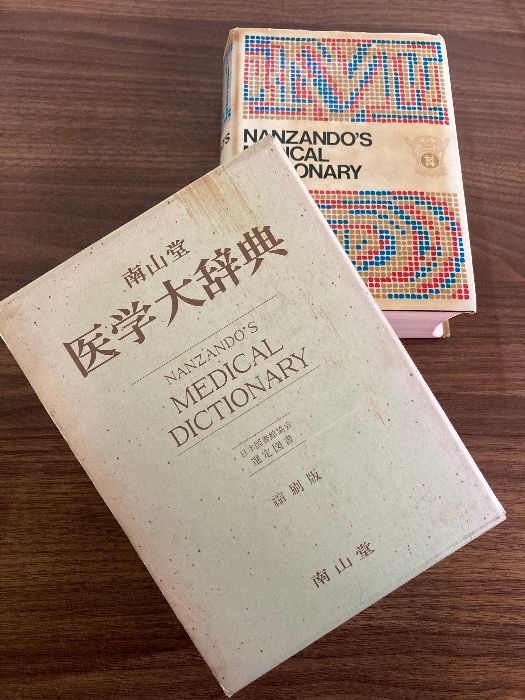 NANZANDO'S
MEDICAL
DICTIONARY
南山堂
医学大辞典
NANZANDO'S
MEDICAL
DICTIONARY
日本図書館協会
選定図書
縮刷版
南山堂